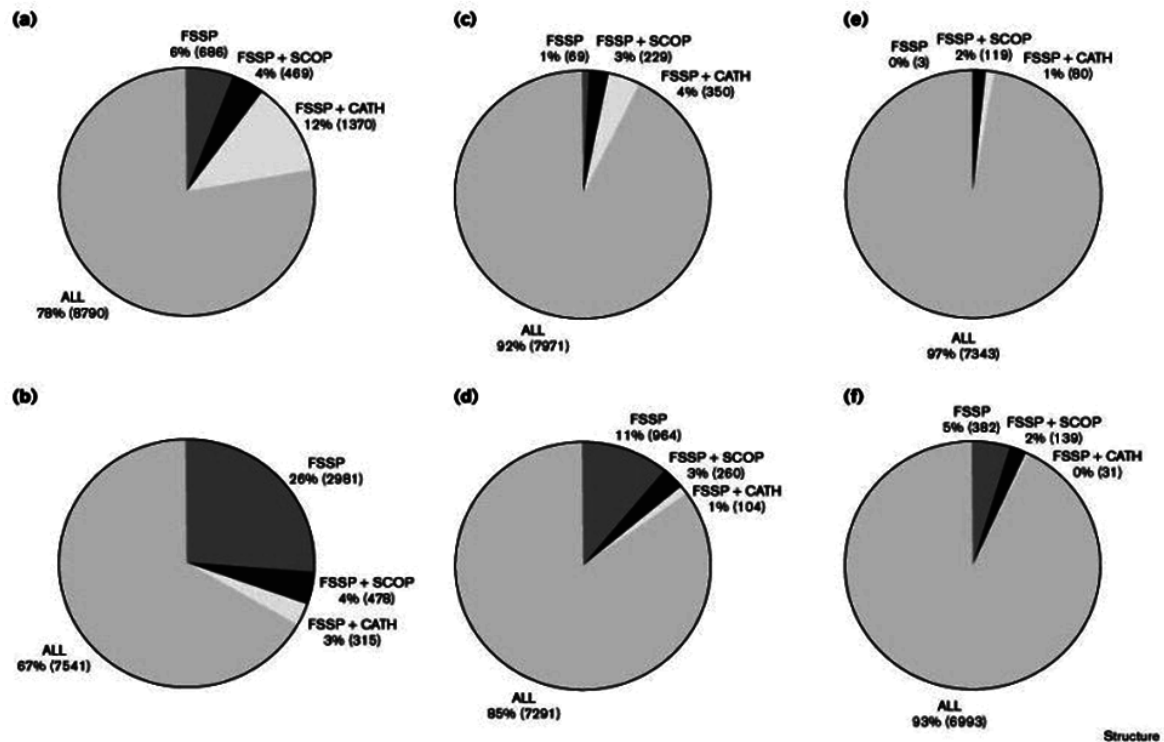 (a)
FSSP
6% (686)
FSSP + SCOP
4% (469)
FSSP + CATH
12% (1370)
ALL
78% (8790)
(c)
FSSP
1% (69)
FSSP + SCOP
3% (229)
FSSP + CATH
4% (350)
ALL
92% (7971)
(e)
FSSP
0% (3)
FSSP + SCOP
2% (119)
FSSP + CATH
1% (80)
ALL
97% (7343)
(b)
FSSP
26% (2981)
FSSP + SCOP
4% (478)
FSSP + CATH
3% (315)
ALL
67% (7541)
(d)
FSSP
11% (964)
FSSP + SCOP
3% (260)
FSSP + CATH
1% (104)
ALL
85% (7291)
(f)
FSSP
5% (382)
FSSP + SCOP
2% (139)
FSSP + CATH
0% (31)
ALL
93% (6993)
Structure